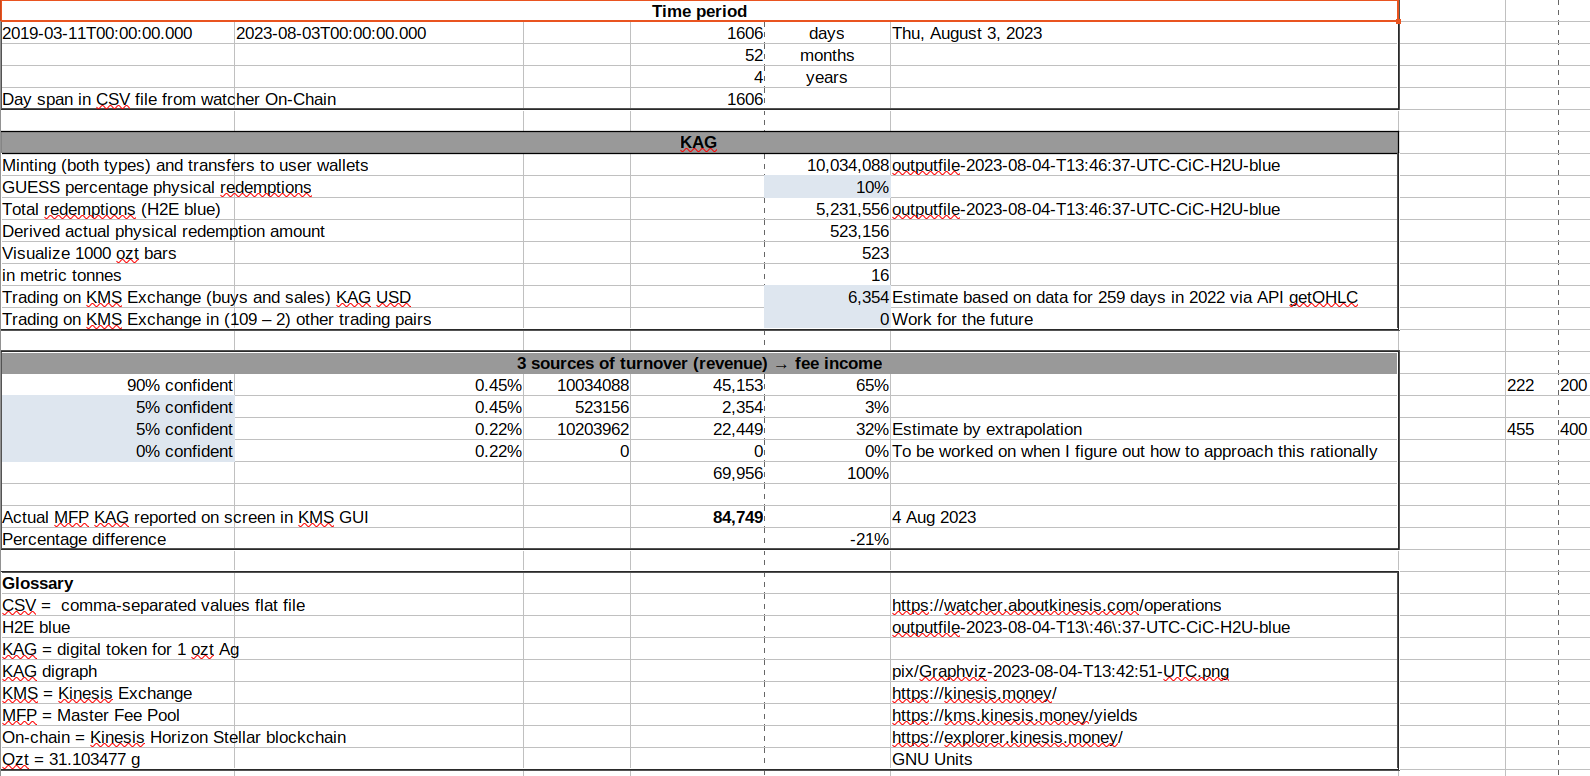 Time period
2019-03-11T00:00:00.000 2023-08-03T00:00:00.000 1606 days Thu, August 3, 2023
52 months
4 years
Day span in CSV file from watcher On-Chain 1606
KAG
Minting (both types) and transfers to user wallets 10,034,088 outputfile-2023-08-04-T13:46:37-UTC-CiC-H2U-blue
GUESS percentage physical redemptions 10%
Total redemptions (H2E blue) 5,231,556 outputfile-2023-08-04-T13:46:37-UTC-CiC-H2U-blue
Derived actual physical redemption amount 523,156
Visualize 1000 ozt bars 523
in metric tonnes 16
Trading on KMS Exchange (buys and sales) KAG USD 6,354 Estimate based on data for 259 days in 2022 via API getOHLC
Trading on KMS Exchange in (109 – 2) other trading pairs 0 Work for the future
3 sources of turnover (revenue) → fee income
90% confident 0.45% 10034088 45,153 65% 222 200
5% confident 0.45% 523156 2,354 3%
5% confident 0.22% 10203962 22,449 32% Estimate by extrapolation 455 400
0% confident 0.22% 0 0 0% To be worked on when I figure out how to approach this rationally
69,956 100%
Actual MFP KAG reported on screen in KMS GUI 84,749 4 Aug 2023
Percentage difference -21%
Glossary
CSV = comma-separated values flat file https://watcher.aboutkinesis.com/operations
H2E blue outputfile-2023-08-04-T13\:46\:37-UTC-CiC-H2U-blue
KAG = digital token for 1 ozt Ag
KAG digraph pix/Graphviz-2023-08-04-T13:42:51-UTC.png
KMS = Kinesis Exchange https://kinesis.money/
MFP = Master Fee Pool https://kms.kinesis.money/yields
On-chain = Kinesis Horizon Stellar blockchain https://explorer.kinesis.money/
Ozt = 31.103477 g GNU Units